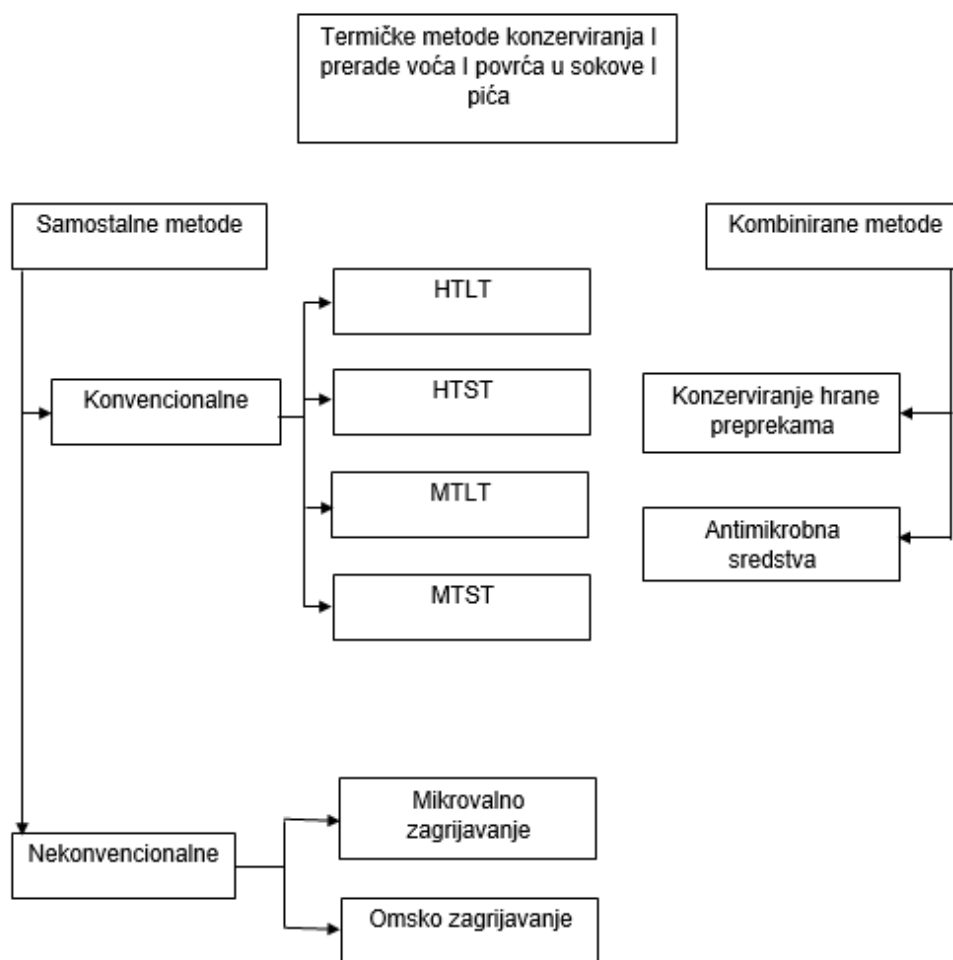 Termičke metode konzerviranja I
prerade voća I povrća u sokove I
pića
Samostalne metode
Kombinirane metode
HTLT
Konvencionalne
HTST
Konzerviranje hrane
preprekama
MTLT
Antimikrobna
sredstva
MTST
Mikrovalno
zagrijavanje
Nekonvencionalne
Omsko zagrijavanje